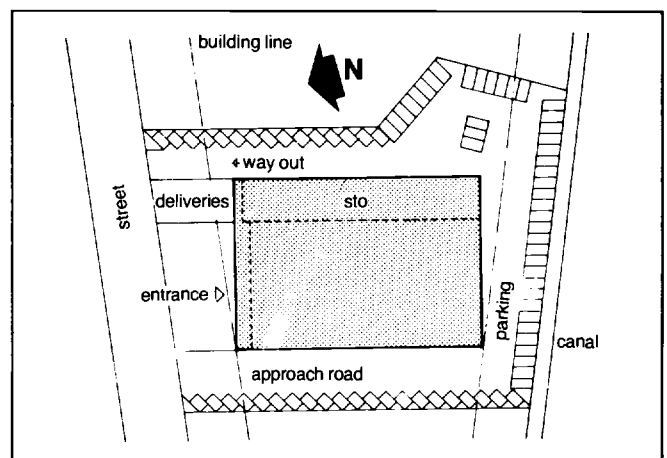 building line
N
way out
deliveries
sto
street
entrance
parking
canal
approach road